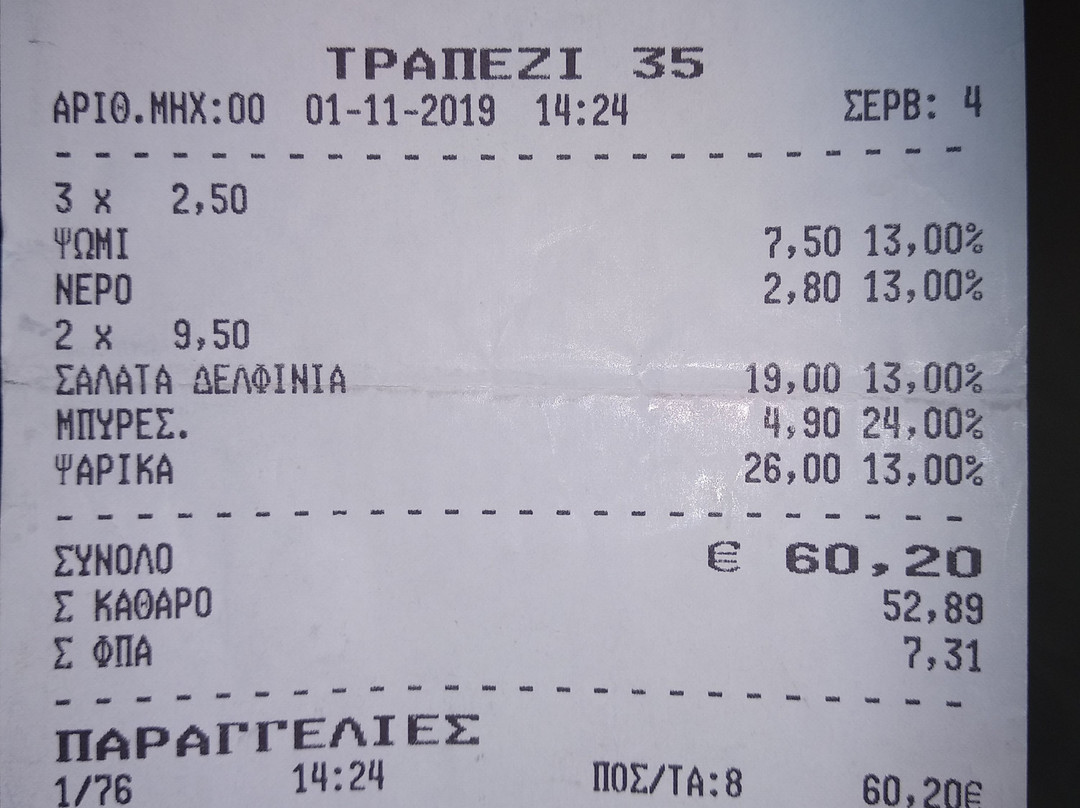 ΤΡΑΠΕΖΙ 35
ΑΡΙΘ.ΜΗΧ:00 01-11-2019 14:24 ΣΕΡΒ: 4
3 x 2,50
ΨΩΜΙ 7,50 13,00%
ΝΕΡΟ 2,80 13,00%
2 x 9,50
ΣΑΛΑΤΑ ΔΕΛΦΙΝΙΑ 19,00 13,00%
ΜΠΥΡΕΣ. 4,90 24,00%
ΨΑΡΙΚΑ 26,00 13,00%
ΣΥΝΟΛΟ € 60,20
Σ ΚΑΘΑΡΟ 52,89
Σ ΦΠΑ 7,31
ΠΑΡΑΓΓΕΛΙΕΣ
1/76 14:24 ΠΟΣ/ΤΑ:8 60,20€